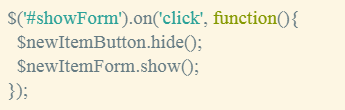 $('#showForm').on('click', function(){
  $newItemButton.hide();
  $newItemForm.show();
});